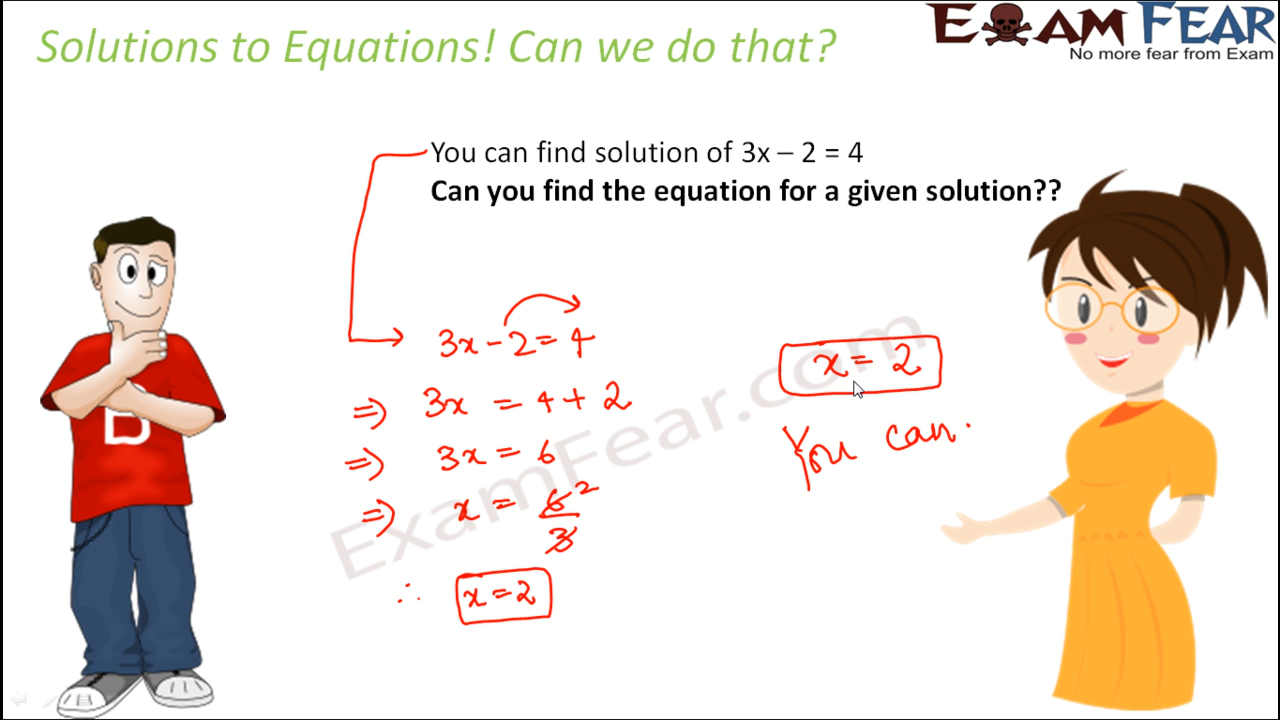 Solutions to Equations! Can we do that?
EXAM FEAR
No more fear from Exam
You can find solution of 3x – 2 = 4
Can you find the equation for a given solution??
3x - 2 = 4
⇒ 3x = 4 + 2
⇒ 3x = 6
⇒ x = 6 2
3
∴ x = 2
x = 2
You can.
B
ExamFear.com